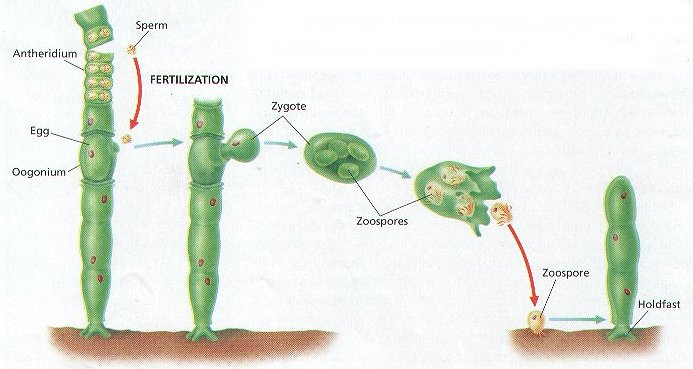 Sperm
Antheridium
FERTILIZATION
Zygote
Egg
Oogonium
Zoospores
Zoospore
Holdfast